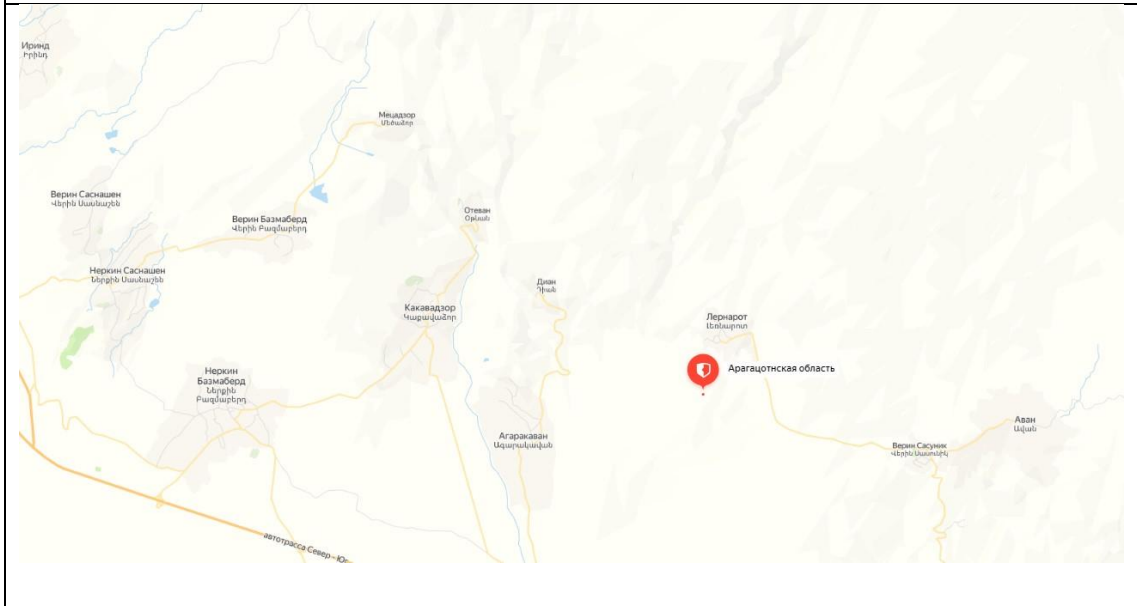 Иринд
Իրինդ
Мецадзор
Մեծաձոր
Верин Саснашен
Վերին Սասնաշեն
Отеван
Օթևան
Верин Базмаберд
Վերին Բազմաբերդ
Неркин Саснашен
Ներքին Սասնաշեն
Диан
Դիան
Какавадзор
Կաքավաձոր
Лернарот
Լեռնարոտ
Арагацотнская область
Неркин
Базмаберд
Ներքին
Բազմաբերդ
Аван
Ավան
Агаракаван
Ագարակավան
Верин Сасуник
Վերին Սասունիկ
автотрасса Север - Юг